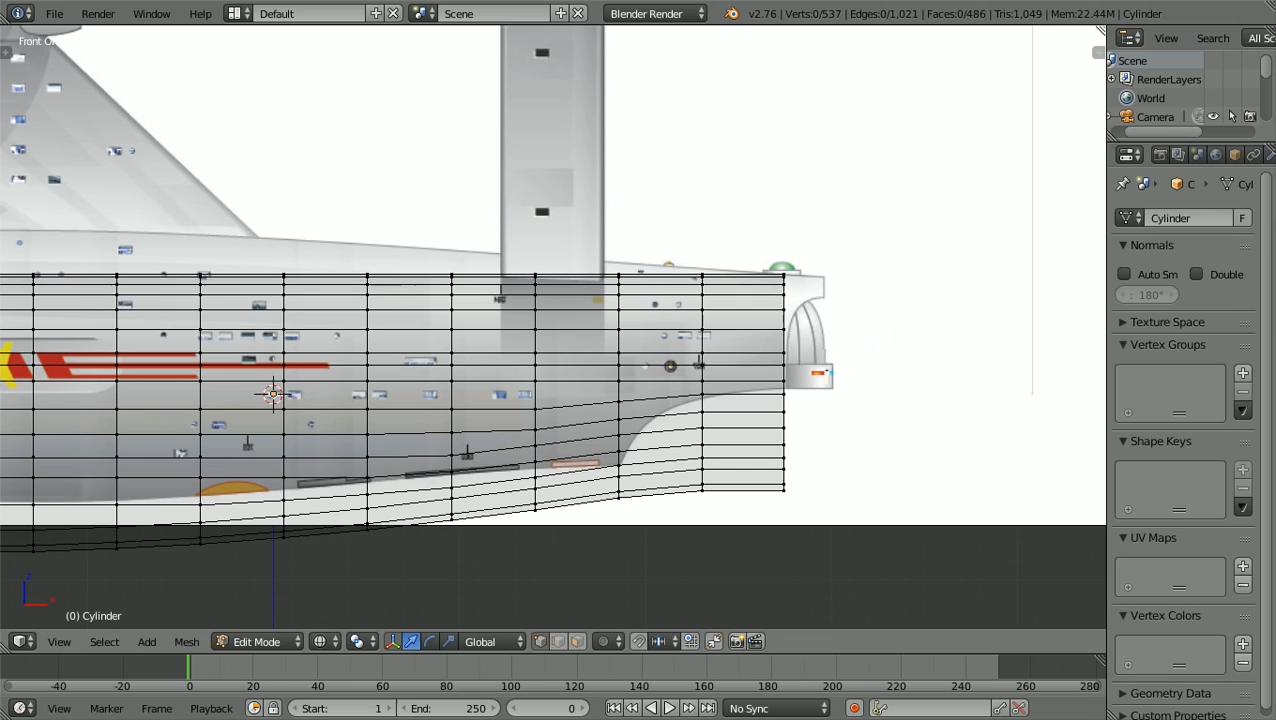 File Render Window Help Default Scene Blender Render v2.76 | Verts:0/537 | Edges:0/1,021 | Faces:0/486 | Tris:1,049 | Mem:22.44M | Cylinder
Front O
View Search All Sc
Scene
RenderLayers
World
Camera
C Cyl
Cylinder F
Normals
Auto Sm Double
: 180°
Texture Space
Vertex Groups
Shape Keys
UV Maps
Vertex Colors
Geometry Data
Custom Properties
z
x
(0) Cylinder
View Select Add Mesh Edit Mode Global
-40 -20 0 20 40 60 80 100 120 140 160 180 200 220 240 260 280
View Marker Frame Playback Start: 1 End: 250 0 No Sync